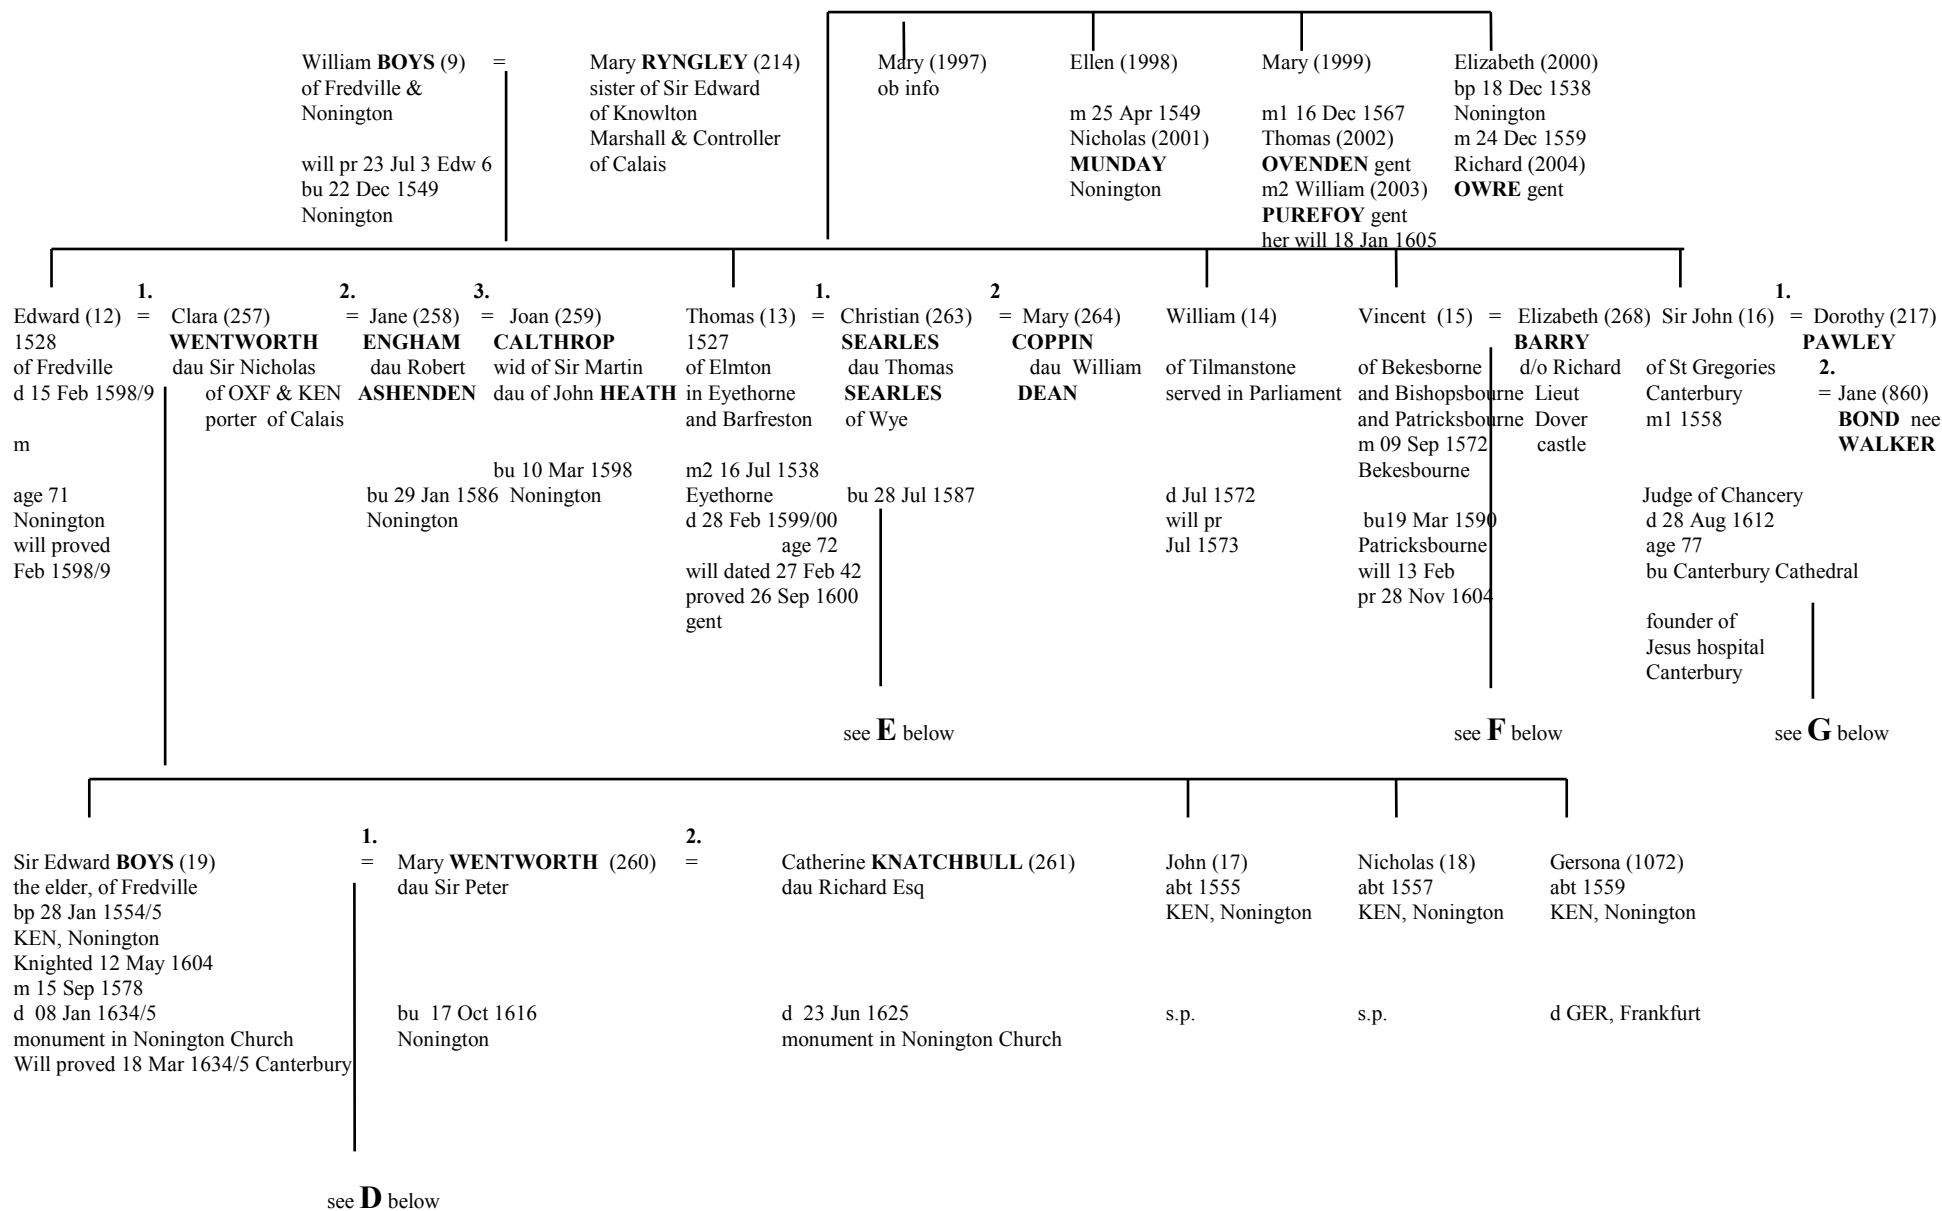 William BOYS (9) =
of Fredville &
Nonington
will pr 23 Jul 3 Edw 6
bu 22 Dec 1549
Nonington
Mary RYNGLEY (214)
sister of Sir Edward
of Knowlton
Marshall & Controller
of Calais
Mary (1997)
ob info
Ellen (1998)
m 25 Apr 1549
Nicholas (2001)
MUNDAY
Nonington
Mary (1999)
m1 16 Dec 1567
Thomas (2002)
OVENDEN gent
m2 William (2003)
PUREFOY gent
her will 18 Jan 1605
Elizabeth (2000)
bp 18 Dec 1538
Nonington
m 24 Dec 1559
Richard (2004)
OWRE gent
Edward (12) =
1528
of Fredville
d 15 Feb 1598/9
m
age 71
Nonington
will proved
Feb 1598/9
1.
Clara (257)
WENTWORTH
dau Sir Nicholas
of OXF & KEN
porter of Calais
2.
= Jane (258)
ENGHAM
dau Robert
ASHENDEN
bu 29 Jan 1586
Nonington
3.
= Joan (259)
CALTHROP
wid of Sir Martin
dau of John HEATH
bu 10 Mar 1598
Nonington
Thomas (13) =
1527
of Elmton
in Eyethorne
and Barfreston
m2 16 Jul 1538
Eyethorne
d 28 Feb 1599/00
age 72
will dated 27 Feb 42
proved 26 Sep 1600
gent
1.
Christian (263)
SEARLES
dau Thomas
SEARLES
of Wye
bu 28 Jul 1587
see E below
2
= Mary (264)
COPPIN
dau William
DEAN
William (14)
of Tilmanstone
served in Parliament
d Jul 1572
will pr
Jul 1573
Vincent (15) =
of Bekesborne
and Bishopsbourne
and Patricksbourne
m 09 Sep 1572
Bekesbourne
bu19 Mar 1590
Patricksbourne
will 13 Feb
pr 28 Nov 1604
Elizabeth (268)
BARRY
d/o Richard
Lieut
Dover
castle
see F below
Sir John (16)
of St Gregories
Canterbury
m1 1558
Judge of Chancery
d 28 Aug 1612
age 77
bu Canterbury Cathedral
founder of
Jesus hospital
Canterbury
1.
= Dorothy (217)
PAWLEY
2.
= Jane (860)
BOND nee
WALKER
see G below
Sir Edward BOYS (19)
the elder, of Fredville
bp 28 Jan 1554/5
KEN, Nonington
Knighted 12 May 1604
m 15 Sep 1578
d 08 Jan 1634/5
monument in Nonington Church
Will proved 18 Mar 1634/5 Canterbury
1.
= Mary WENTWORTH (260)
dau Sir Peter
bu 17 Oct 1616
Nonington
2.
= Catherine KNATCHBULL (261)
dau Richard Esq
d 23 Jun 1625
monument in Nonington Church
John (17)
abt 1555
KEN, Nonington
s.p.
Nicholas (18)
abt 1557
KEN, Nonington
s.p.
Gersona (1072)
abt 1559
KEN, Nonington
d GER, Frankfurt
see D below